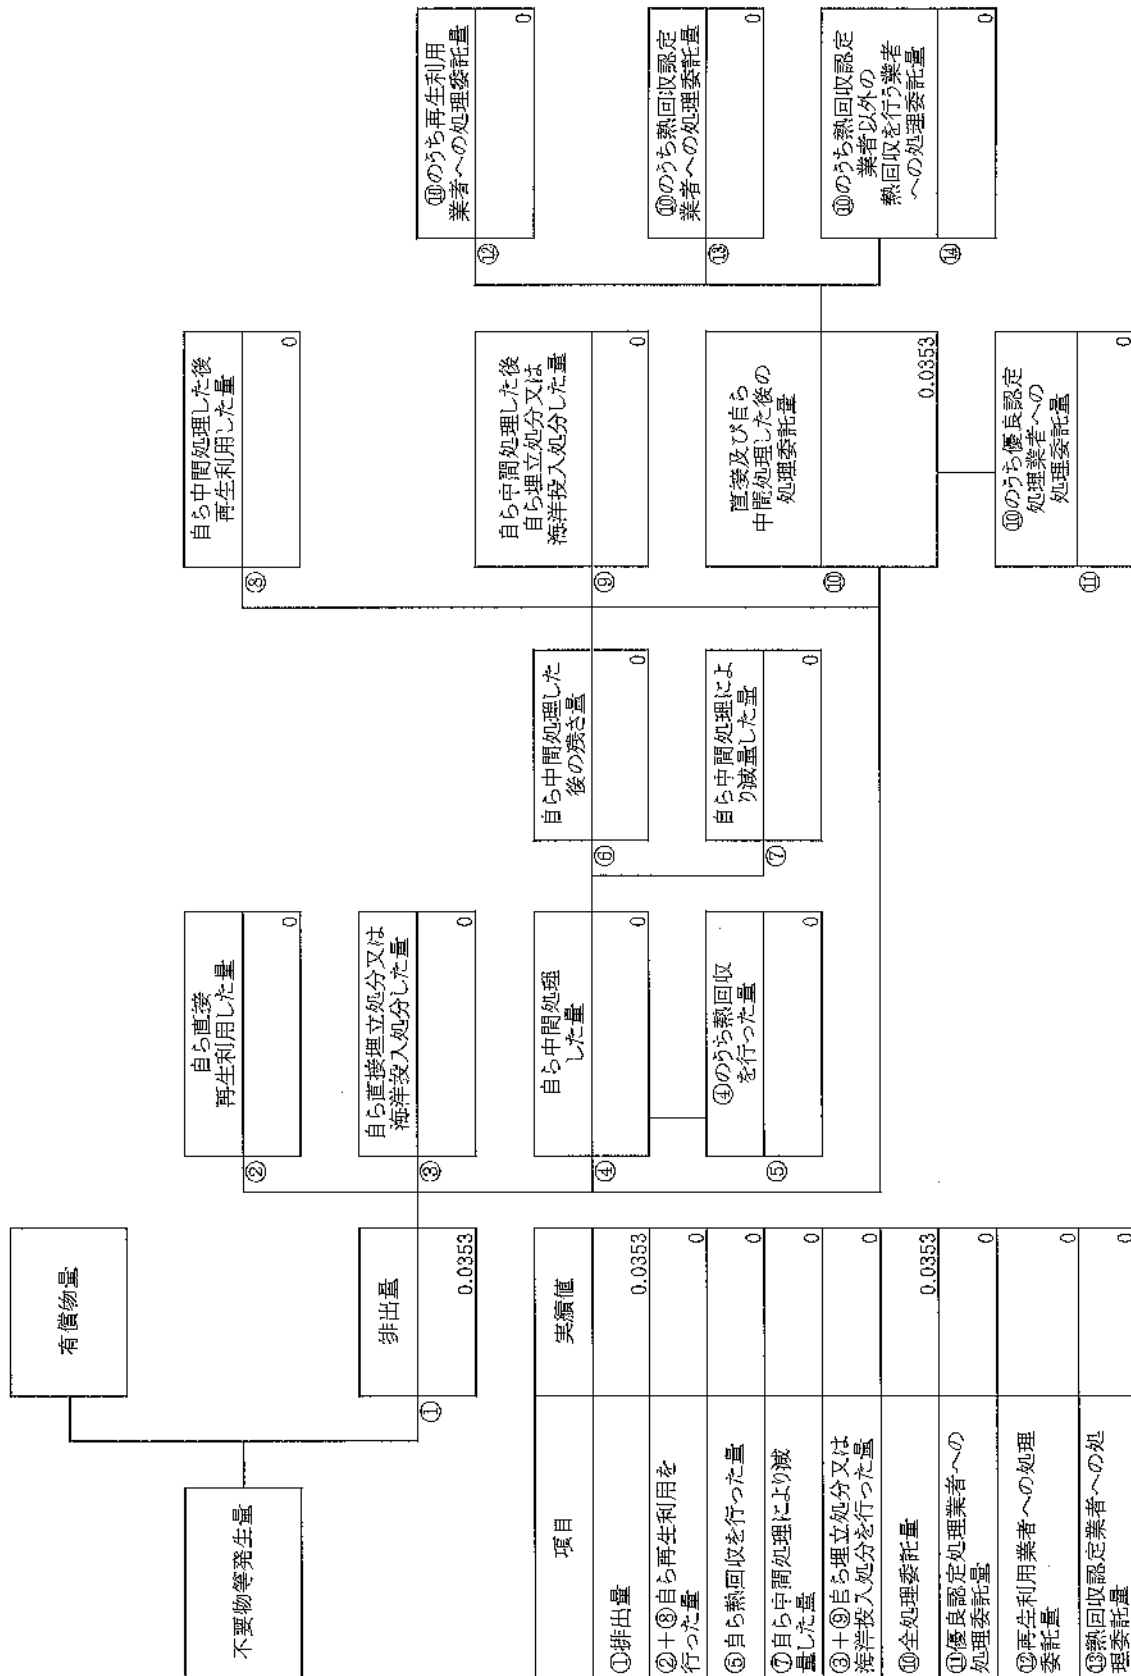 不要物等発生量
有償物量
排出量
①
0.0353
②
自ら直接
再生利用した量
0
③
自ら直接埋立処分又は
海洋投入処分した量
0
④
自ら中間処理
した量
0
⑤
④のうち熱回収
を行った量
0
⑥
自ら中間処理した
後の残さ量
0
⑦
自ら中間処理によ
り減量した量
0
⑧
自ら中間処理した後
再生利用した量
0
⑨
自ら中間処理した後
自ら埋立処分又は
海洋投入処分した量
0
⑩
直接及び自ら
中間処理した後の
処理委託量
0.0353
⑪
⑩のうち優良認定
処理業者への
処理委託量
0
⑫
⑩のうち再生利用
業者への処理委託量
0
⑬
⑩のうち熱回収認定
業者への処理委託量
0
⑭
⑩のうち熱回収認定
業者以外の
熱回収を行う業者
への処理委託量
0
項目 実績値
①排出量 0.0353
②+⑧自ら再生利用を
行った量 0
⑤自ら熱回収を行った量 0
⑦自ら中間処理により減
量した量 0
③+⑨自ら埋立処分又は
海洋投入処分を行った量 0
⑩全処理委託量 0.0353
⑪優良認定処理業者への
処理委託量 0
⑫再生利用業者への処理
委託量 0
⑬熱回収認定業者への処
理委託量 0